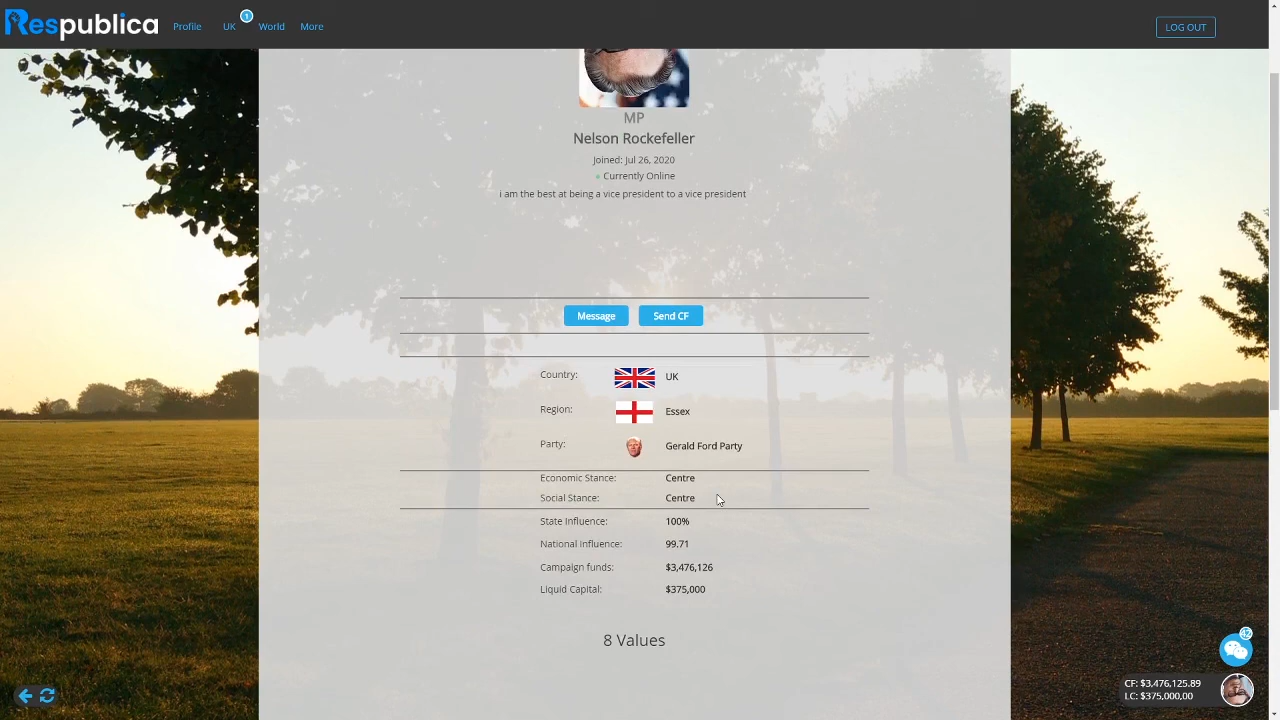 Respublica Profile UK 1 World More LOG OUT
MP
Nelson Rockefeller
Joined: Jul 26, 2020
Currently Online
i am the best at being a vice president to a vice president
Message Send CF
Country: UK
Region: Essex
Party: Gerald Ford Party
Economic Stance: Centre
Social Stance: Centre
State Influence: 100%
National Influence: 99.71
Campaign funds: $3,476,126
Liquid Capital: $375,000
8 Values
42
CF: $3,476,125.89
LC: $375,000,00